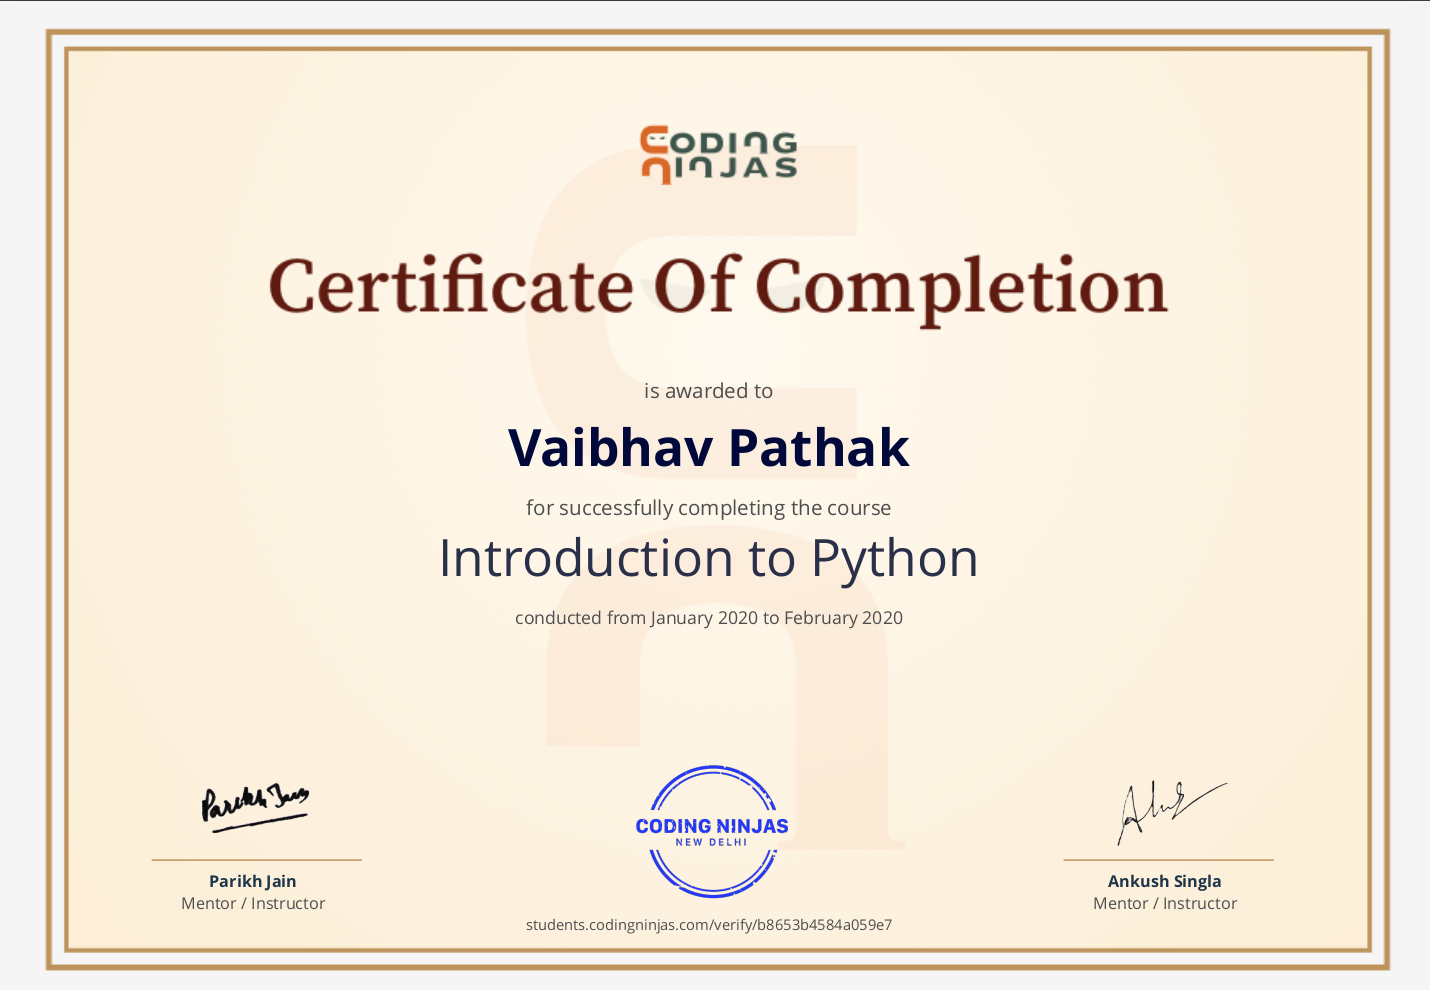 CODING
NINJAS
Certificate Of Completion
is awarded to
Vaibhav Pathak
for successfully completing the course
Introduction to Python
conducted from January 2020 to February 2020
Parikh Jain
CODING NINJAS
NEW DELHI
Parikh Jain
Mentor / Instructor
Ankush Singla
Mentor / Instructor
students.codingninjas.com/verify/b8653b4584a059e7